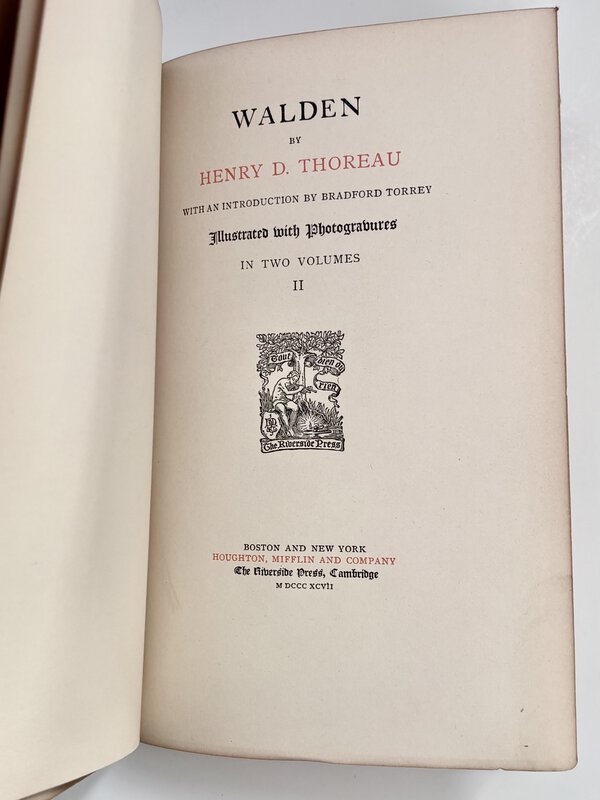 WALDEN
BY
HENRY D. THOREAU
WITH AN INTRODUCTION BY BRADFORD TORREY
Illustrated with Photogravures
IN TWO VOLUMES
II
Tout bien ou
rien
The Riverside Press
BOSTON AND NEW YORK
HOUGHTON, MIFFLIN AND COMPANY
The Riverside Press, Cambridge
M DCCC XCVII